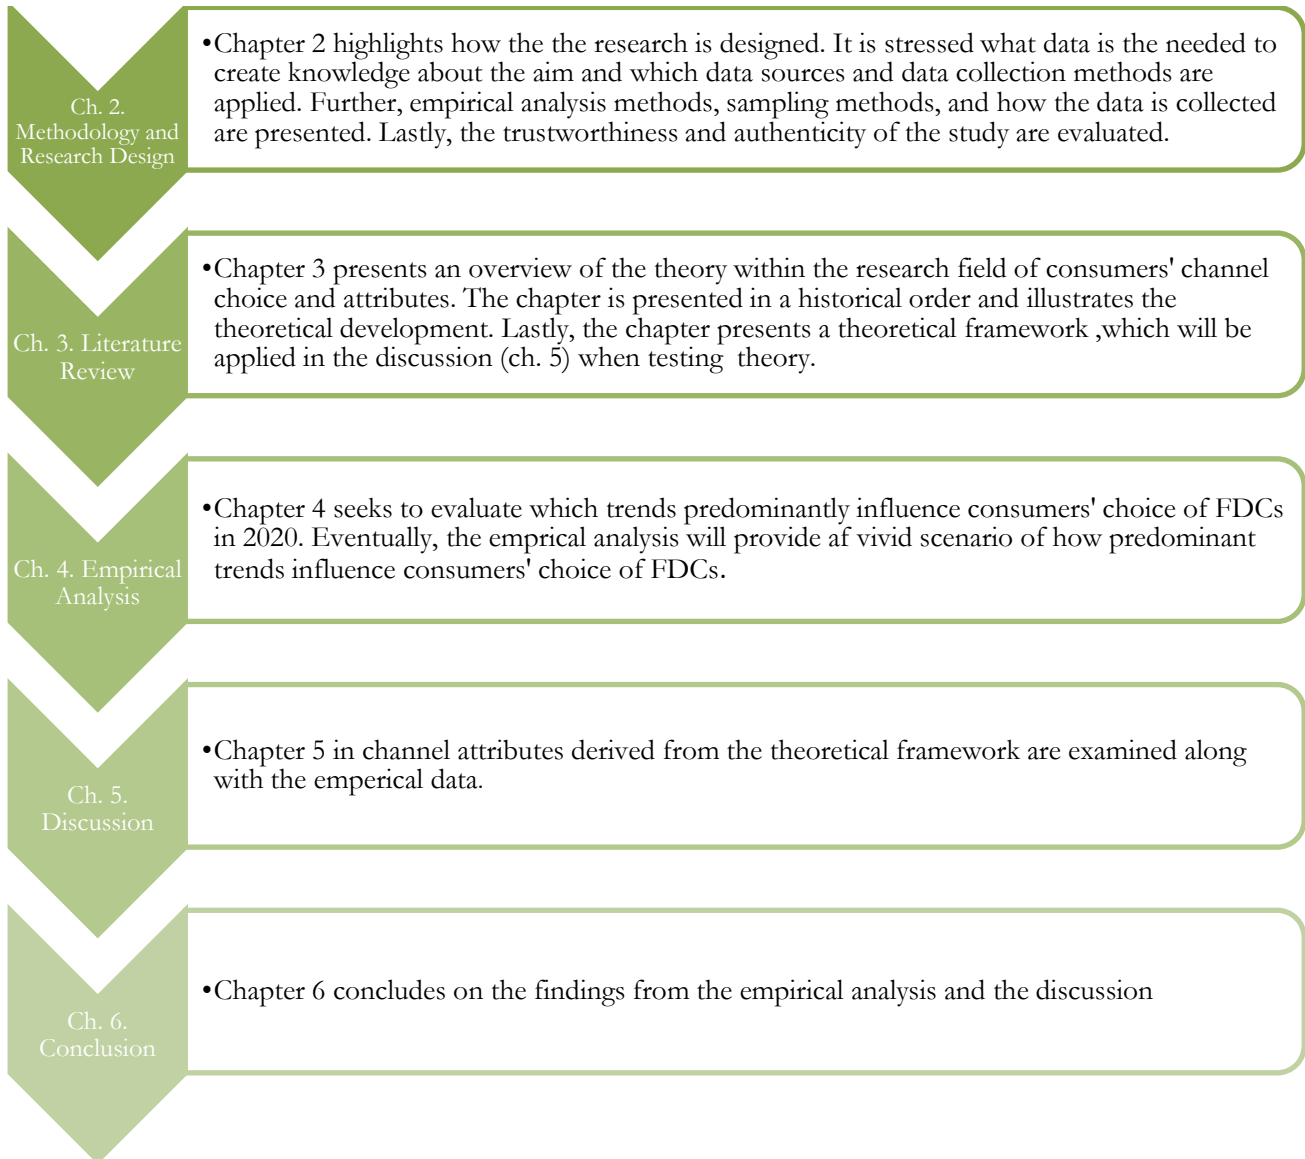 Ch. 2.
Methodology and
Research Design
•Chapter 2 highlights how the the research is designed. It is stressed what data is the needed to
create knowledge about the aim and which data sources and data collection methods are
applied. Further, empirical analysis methods, sampling methods, and how the data is collected
are presented. Lastly, the trustworthiness and authenticity of the study are evaluated.
Ch. 3. Literature
Review
•Chapter 3 presents an overview of the theory within the research field of consumers' channel
choice and attributes. The chapter is presented in a historical order and illustrates the
theoretical development. Lastly, the chapter presents a theoretical framework ,which will be
applied in the discussion (ch. 5) when testing  theory.
Ch. 4. Empirical
Analysis
•Chapter 4 seeks to evaluate which trends predominantly influence consumers' choice of FDCs
in 2020. Eventually, the emprical analysis will provide af vivid scenario of how predominant
trends influence consumers' choice of FDCs.
Ch. 5.
Discussion
•Chapter 5 in channel attributes derived from the theoretical framework are examined along
with the emperical data.
Ch. 6.
Conclusion
•Chapter 6 concludes on the findings from the empirical analysis and the discussion